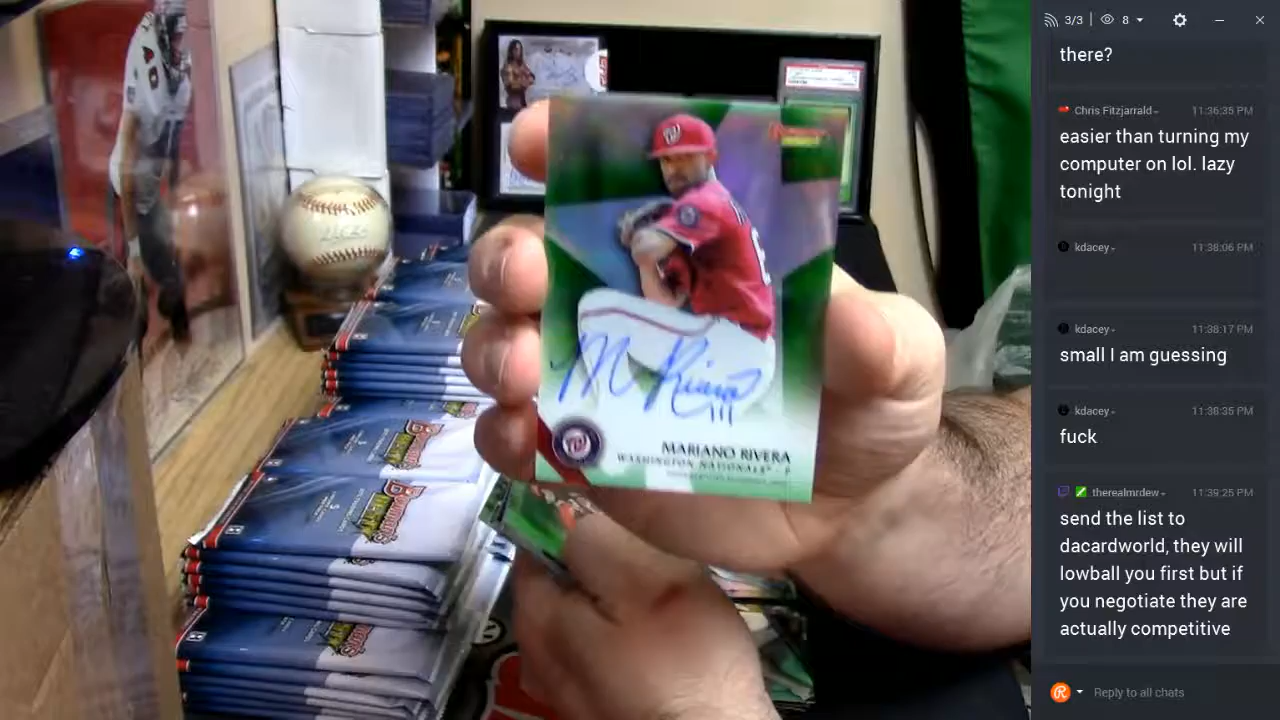 M Rivera III
MARIANO RIVERA
WASHINGTON NATIONALS® - P
3/3
8
there?
Chris Fitzjarrald
11:36:35 PM
easier than turning my
computer on lol. lazy
tonight
kdacey
11:38:06 PM
kdacey
11:38:17 PM
small I am guessing
kdacey
11:38:35 PM
fuck
therealmrdew
11:39:25 PM
send the list to
dacardworld, they will
lowball you first but if
you negotiate they are
actually competitive
Reply to all chats